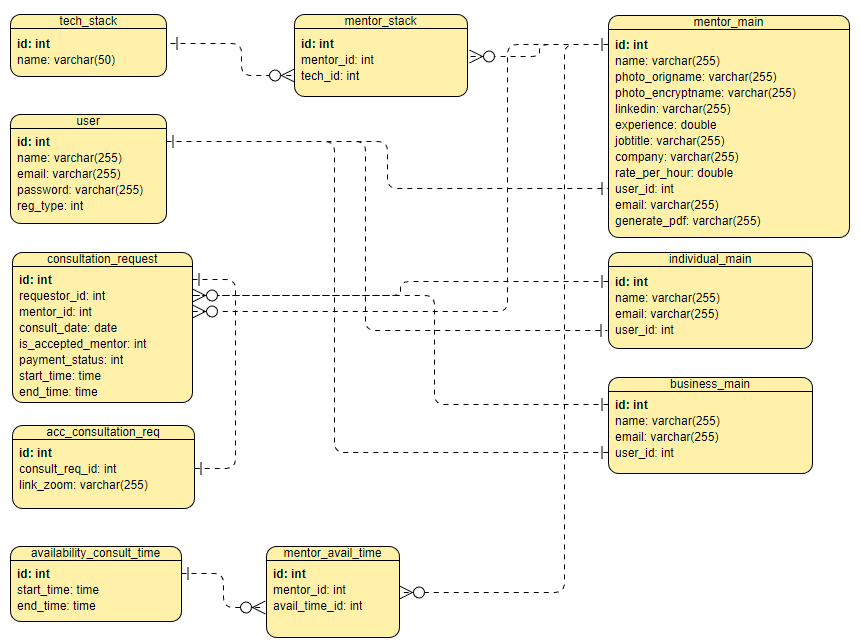 tech_stack
id: int
name: varchar(50)
mentor_stack
id: int
mentor_id: int
tech_id: int
mentor_main
id: int
name: varchar(255)
photo_origname: varchar(255)
photo_encryptname: varchar(255)
linkedin: varchar(255)
experience: double
jobtitle: varchar(255)
company: varchar(255)
rate_per_hour: double
user_id: int
email: varchar(255)
generate_pdf: varchar(255)
user
id: int
name: varchar(255)
email: varchar(255)
password: varchar(255)
reg_type: int
consultation_request
id: int
requestor_id: int
mentor_id: int
consult_date: date
is_accepted_mentor: int
payment_status: int
start_time: time
end_time: time
individual_main
id: int
name: varchar(255)
email: varchar(255)
user_id: int
business_main
id: int
name: varchar(255)
email: varchar(255)
user_id: int
acc_consultation_req
id: int
consult_req_id: int
link_zoom: varchar(255)
availability_consult_time
id: int
start_time: time
end_time: time
mentor_avail_time
id: int
mentor_id: int
avail_time_id: int